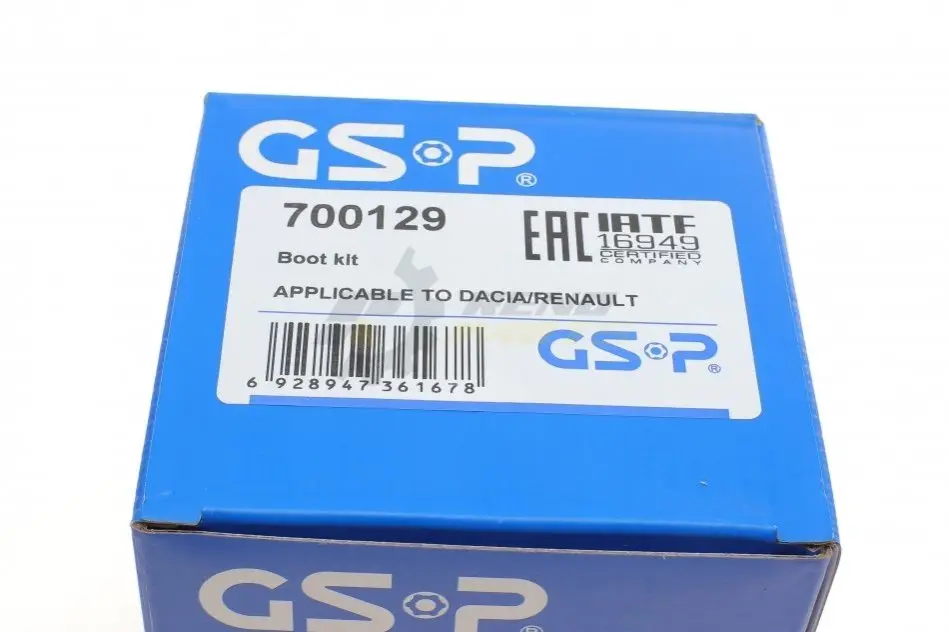 GS·P®
700129
EAC
IATF
16949
CERTIFIED
COMPANY
Boot kit
APPLICABLE TO DACIA/RENAULT
6 928947 361678
GS·P®
GS·P®